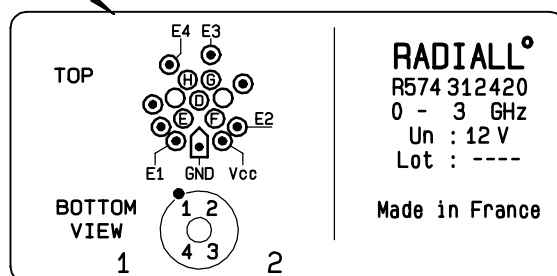 E4 E3
TOP
H G
D
E F
E2
E1 GND Vcc
BOTTOM
VIEW
1 2
4 3
1 2
RADIALL°
R574 312420
0 - 3 GHz
Un : 12 V
Lot : ----
Made in France